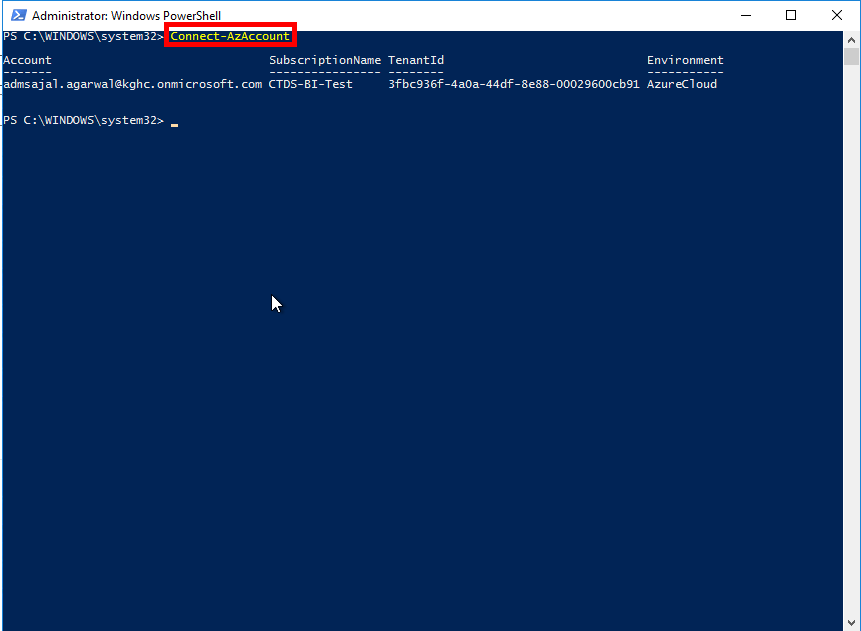 Administrator: Windows PowerShell
PS C:\WINDOWS\system32> Connect-AzAccount
Account SubscriptionName TenantId Environment
------- ---------------- -------- -----------
admsajal.agarwal@kghc.onmicrosoft.com CTDS-BI-Test 3fbc936f-4a0a-44df-8e88-00029600cb91 AzureCloud
PS C:\WINDOWS\system32> _